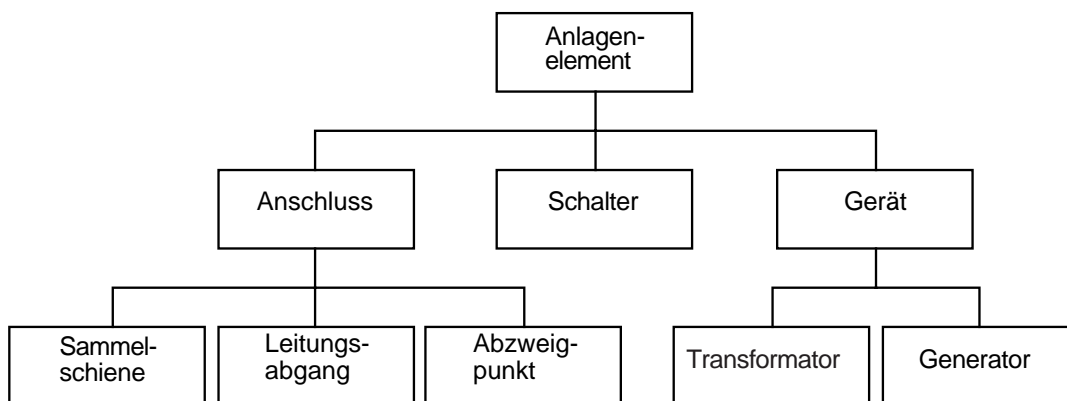 Anlagen-
element
Anschluss
Schalter
Gerät
Sammel-
schiene
Leitungs-
abgang
Abzweig-
punkt
Transformator
Generator